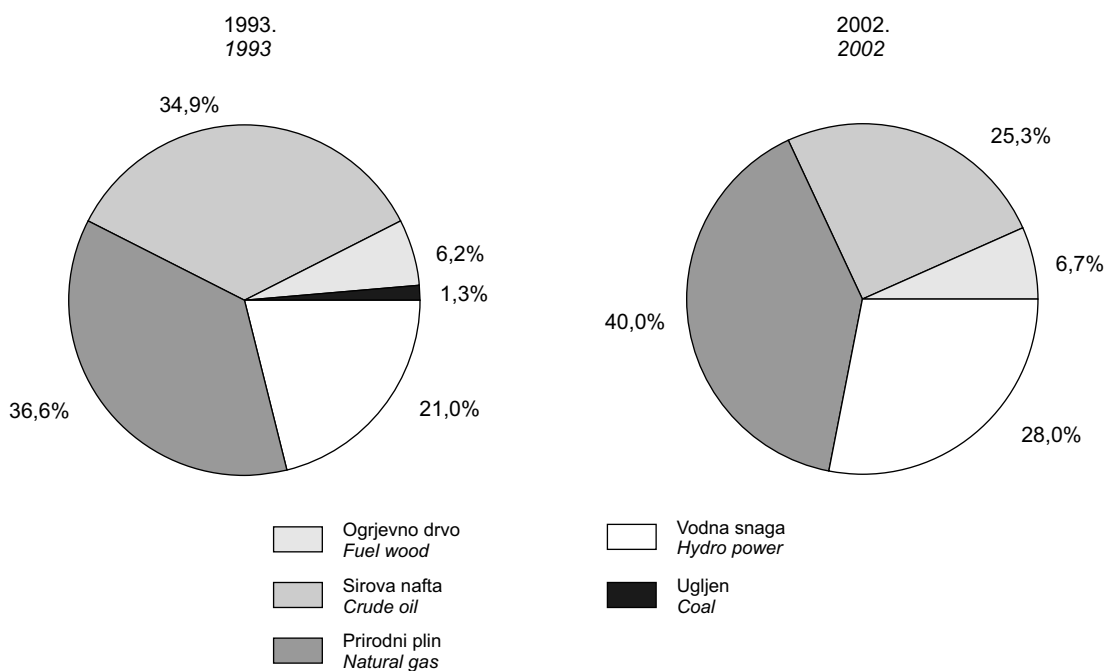 1993.
1993
2002.
2002
34,9%
6,2%
1,3%
36,6%
21,0%
25,3%
6,7%
40,0%
28,0%
Ogrjevno drvo
Fuel wood
Sirova nafta
Crude oil
Prirodni plin
Natural gas
Vodna snaga
Hydro power
Ugljen
Coal